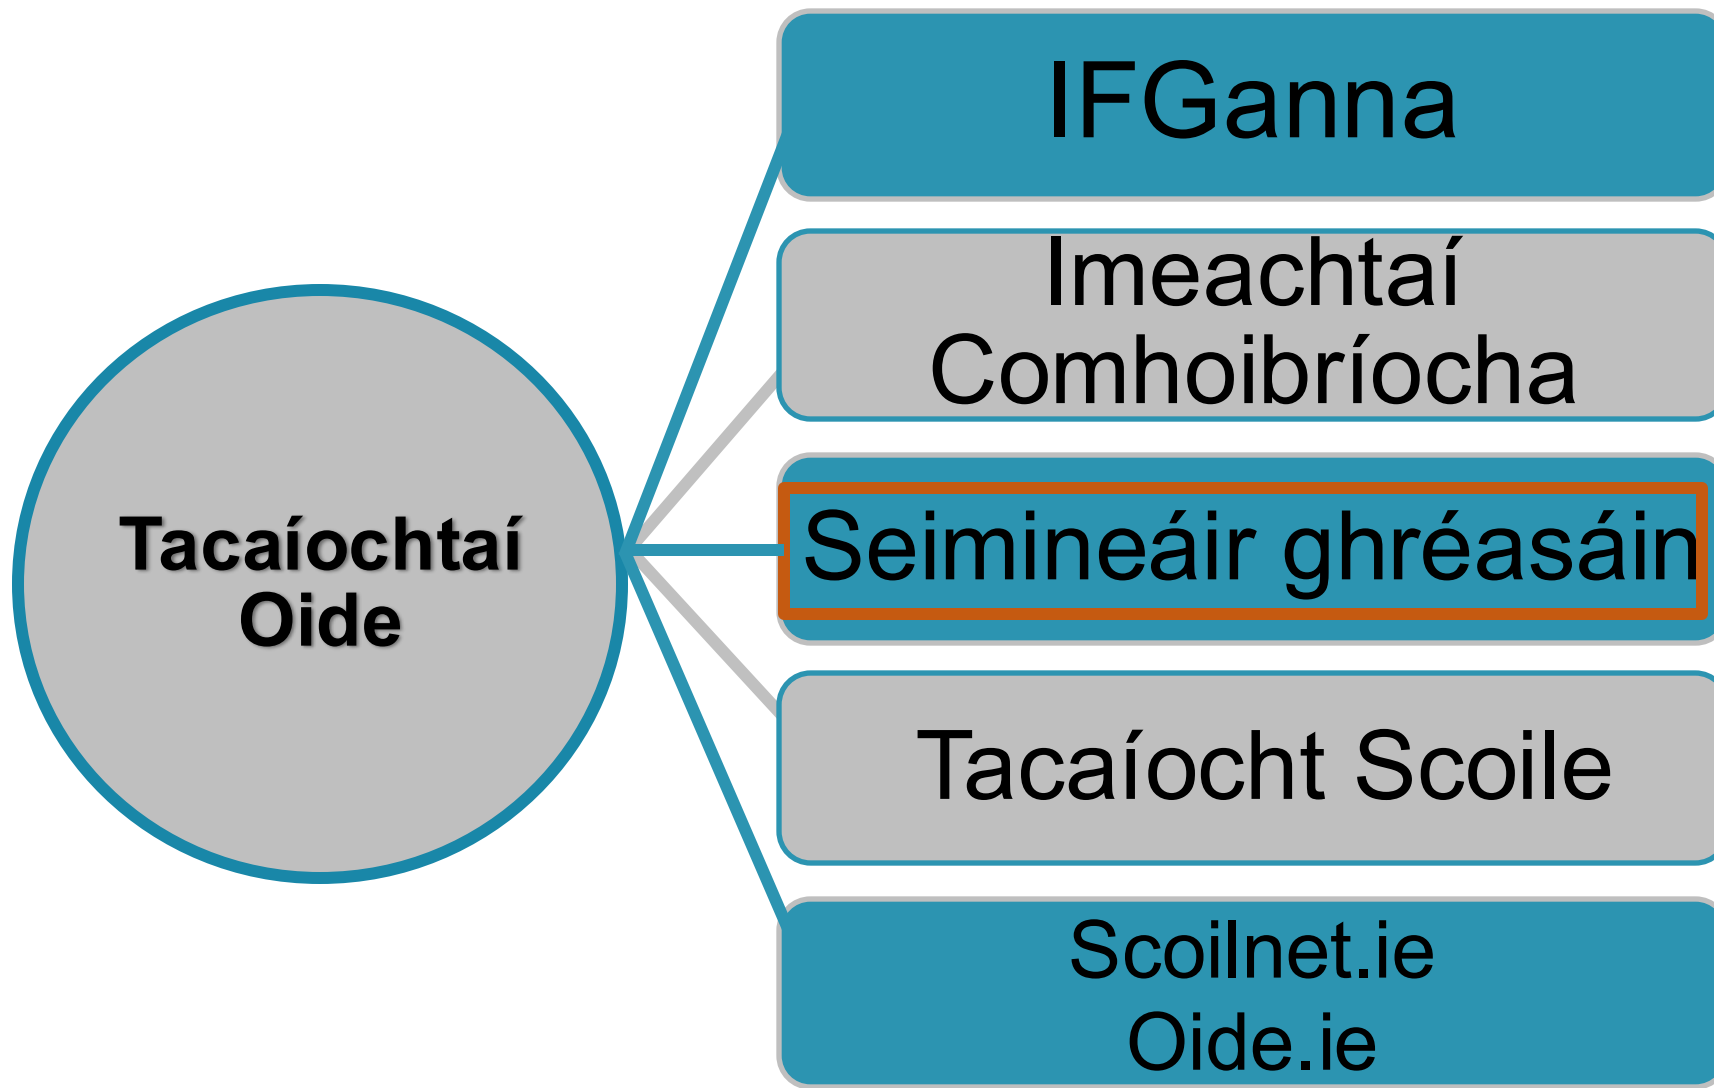 Tacaíochtaí
Oide
IFGanna
Imeachtaí
Comhoibríocha
Seimineáir ghréasáin
Tacaíocht Scoile
Scoilnet.ie
Oide.ie